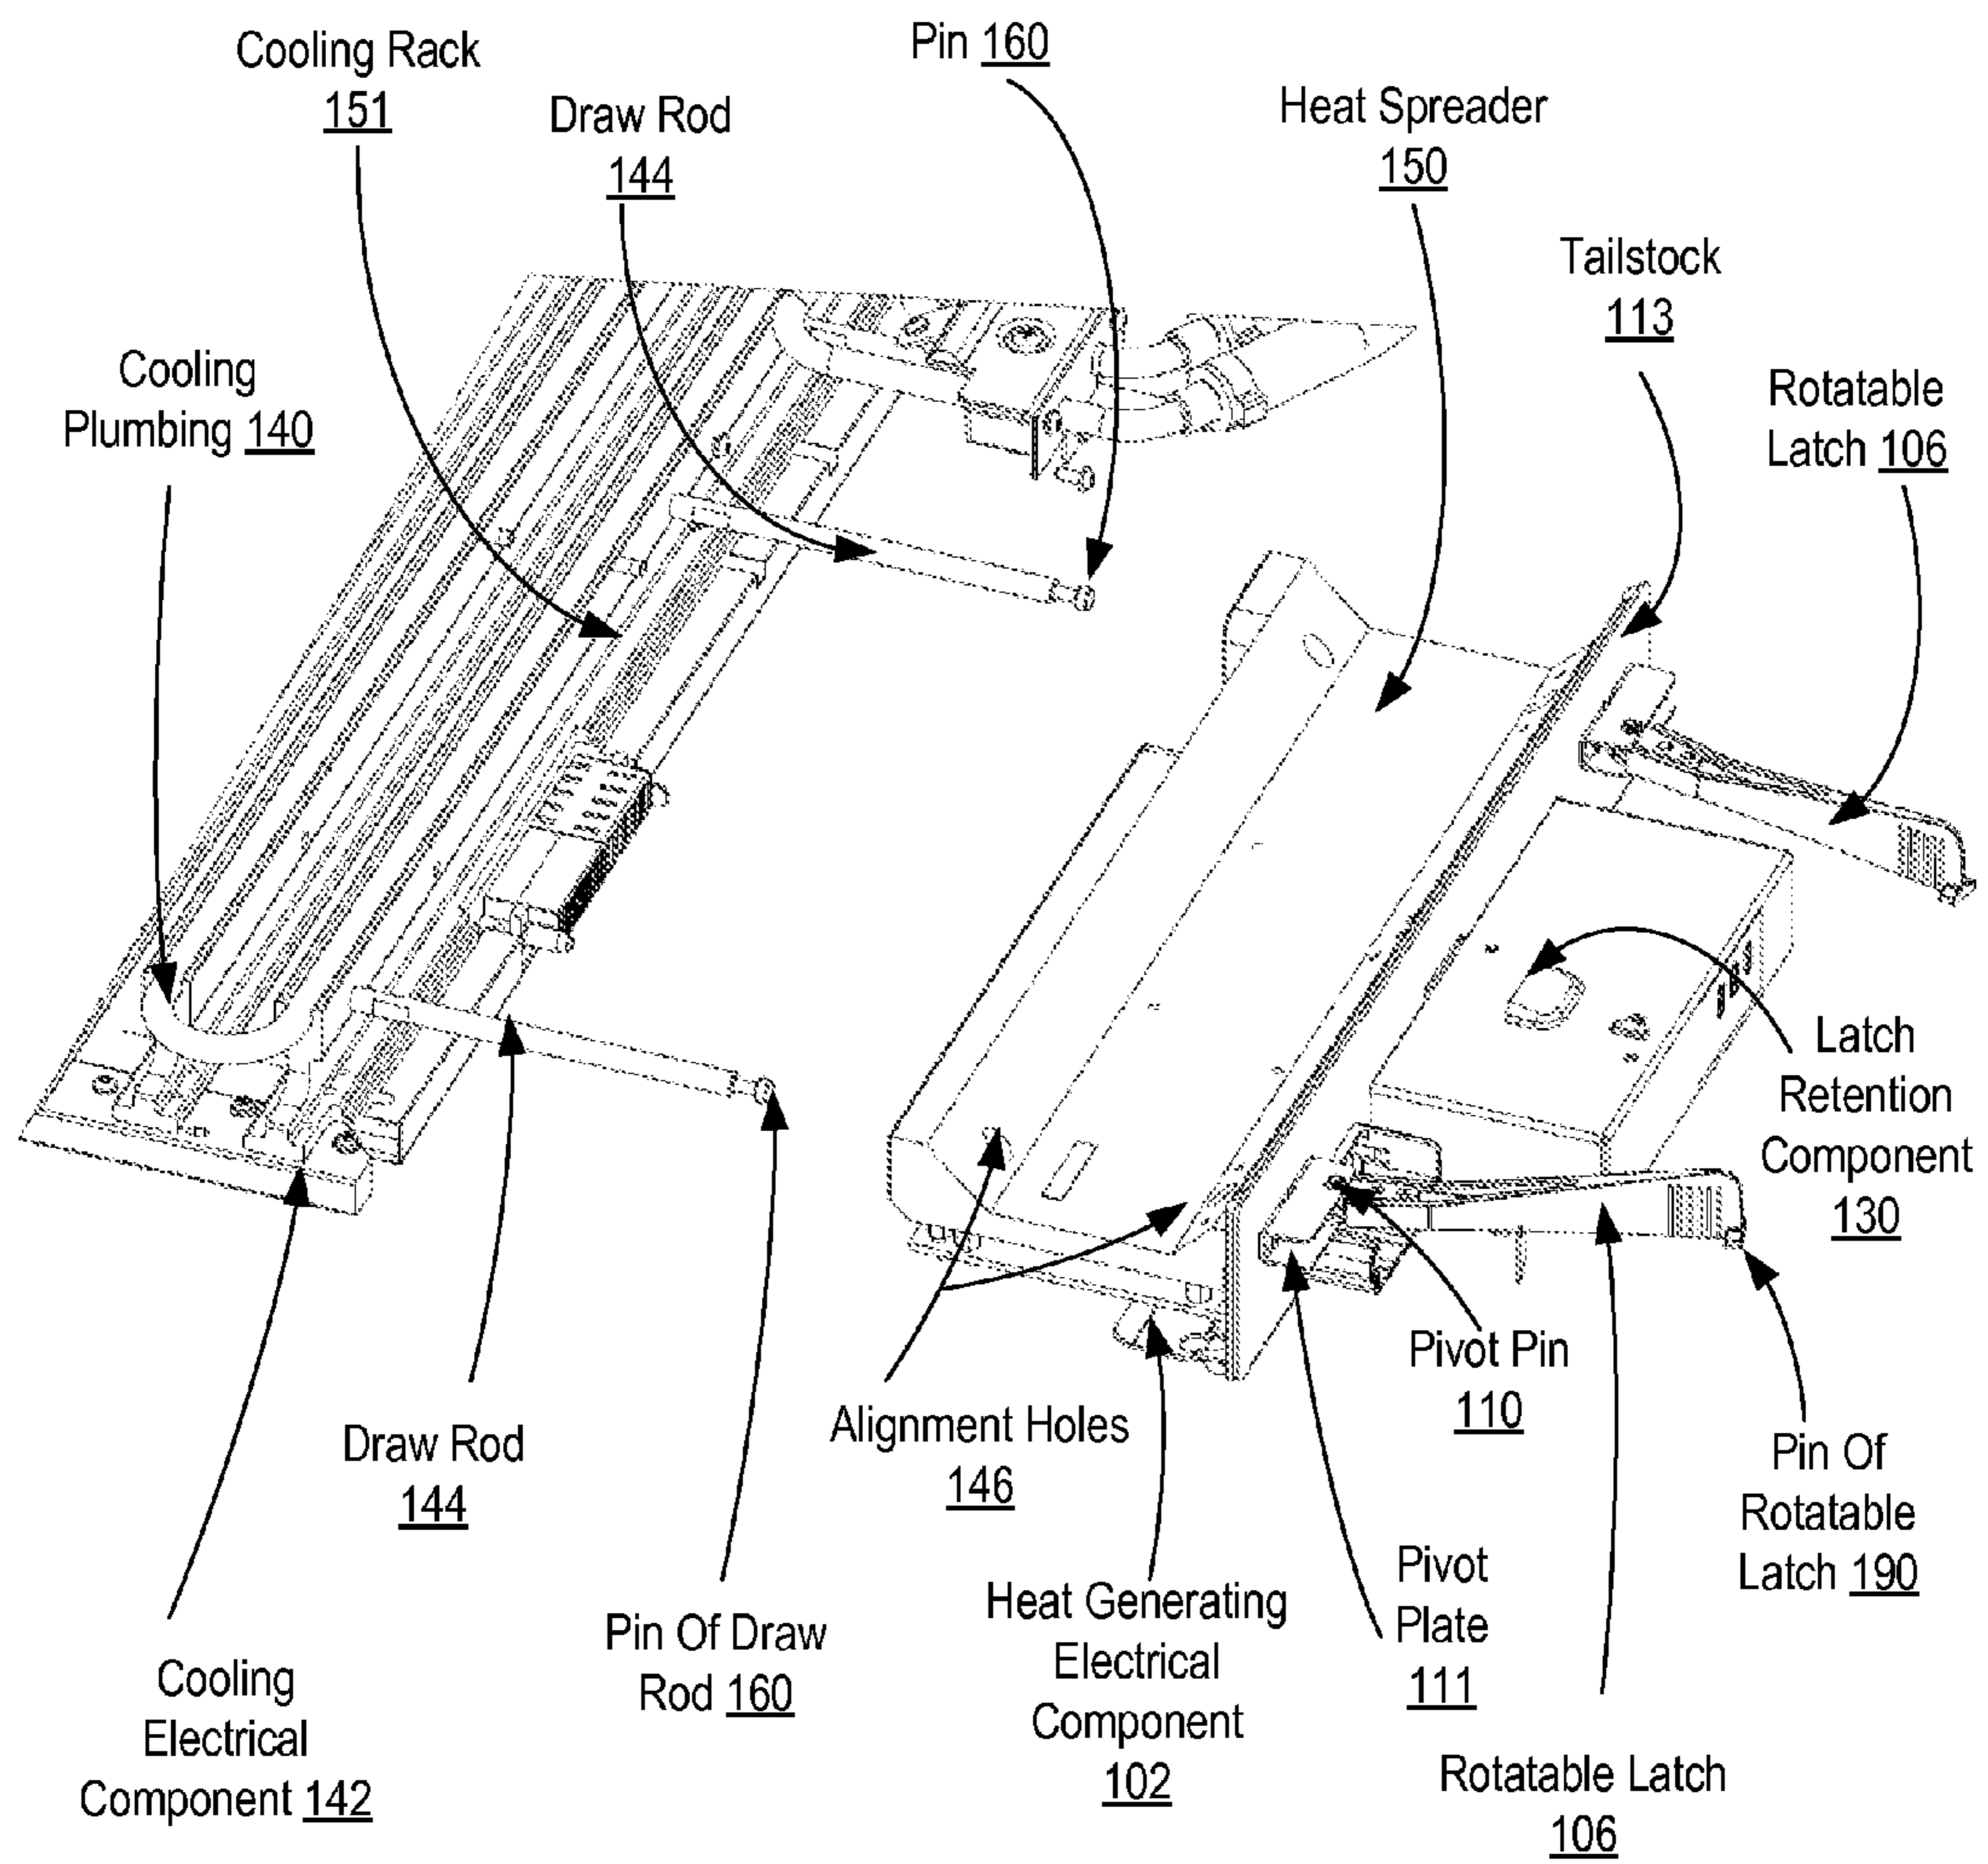 Cooling Rack
151
Draw Rod
144
Pin 160
Heat Spreader
150
Tailstock
113
Rotatable
Latch 106
Cooling
Plumbing 140
Latch
Retention
Component
130
Pivot Pin
110
Pin Of
Rotatable
Latch 190
Alignment Holes
146
Draw Rod
144
Pivot
Plate
111
Heat Generating
Electrical
Component
102
Pin Of Draw
Rod 160
Cooling
Electrical
Component 142
Rotatable Latch
106